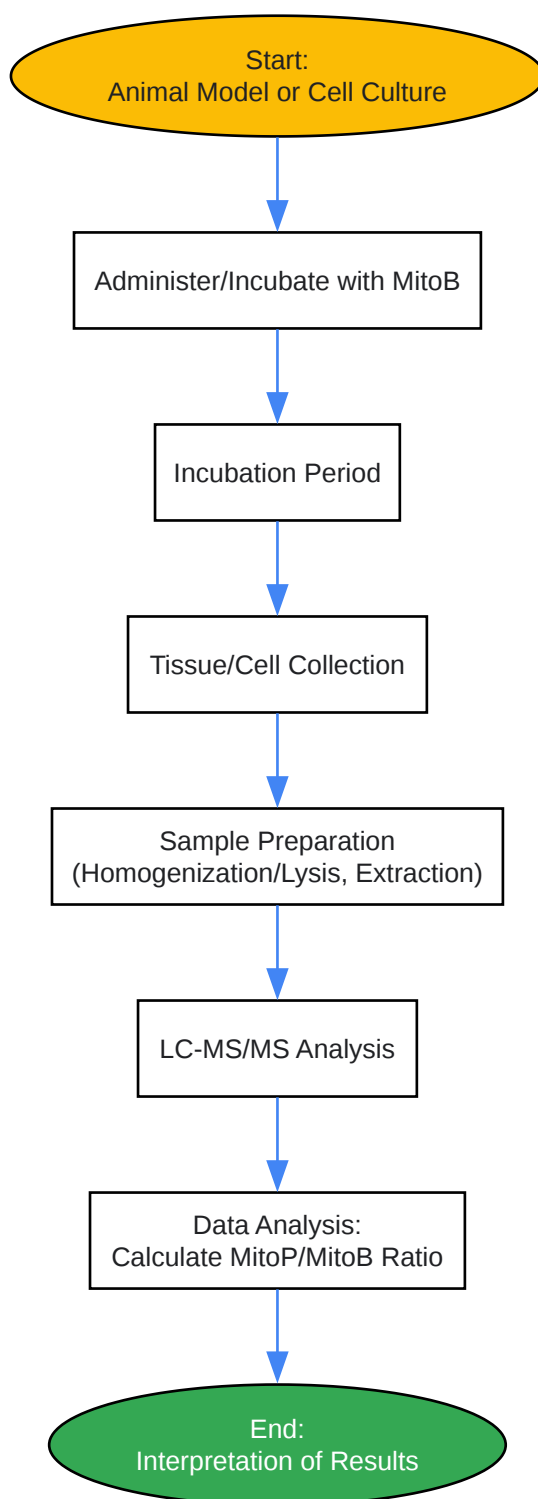 Start:
Animal Model or Cell Culture
Administer/Incubate with MitoB
Incubation Period
Tissue/Cell Collection
Sample Preparation
(Homogenization/Lysis, Extraction)
LC-MS/MS Analysis
Data Analysis:
Calculate MitoP/MitoB Ratio
End:
Interpretation of Results